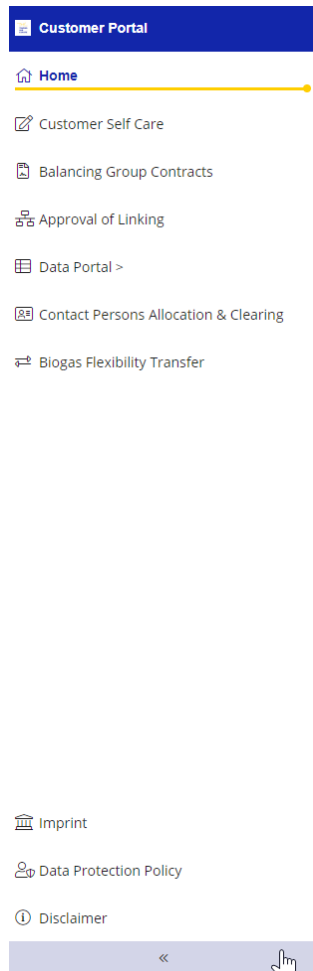 Customer Portal
Home
Customer Self Care
Balancing Group Contracts
Approval of Linking
Data Portal >
Contact Persons Allocation & Clearing
Biogas Flexibility Transfer
Imprint
Data Protection Policy
Disclaimer
«